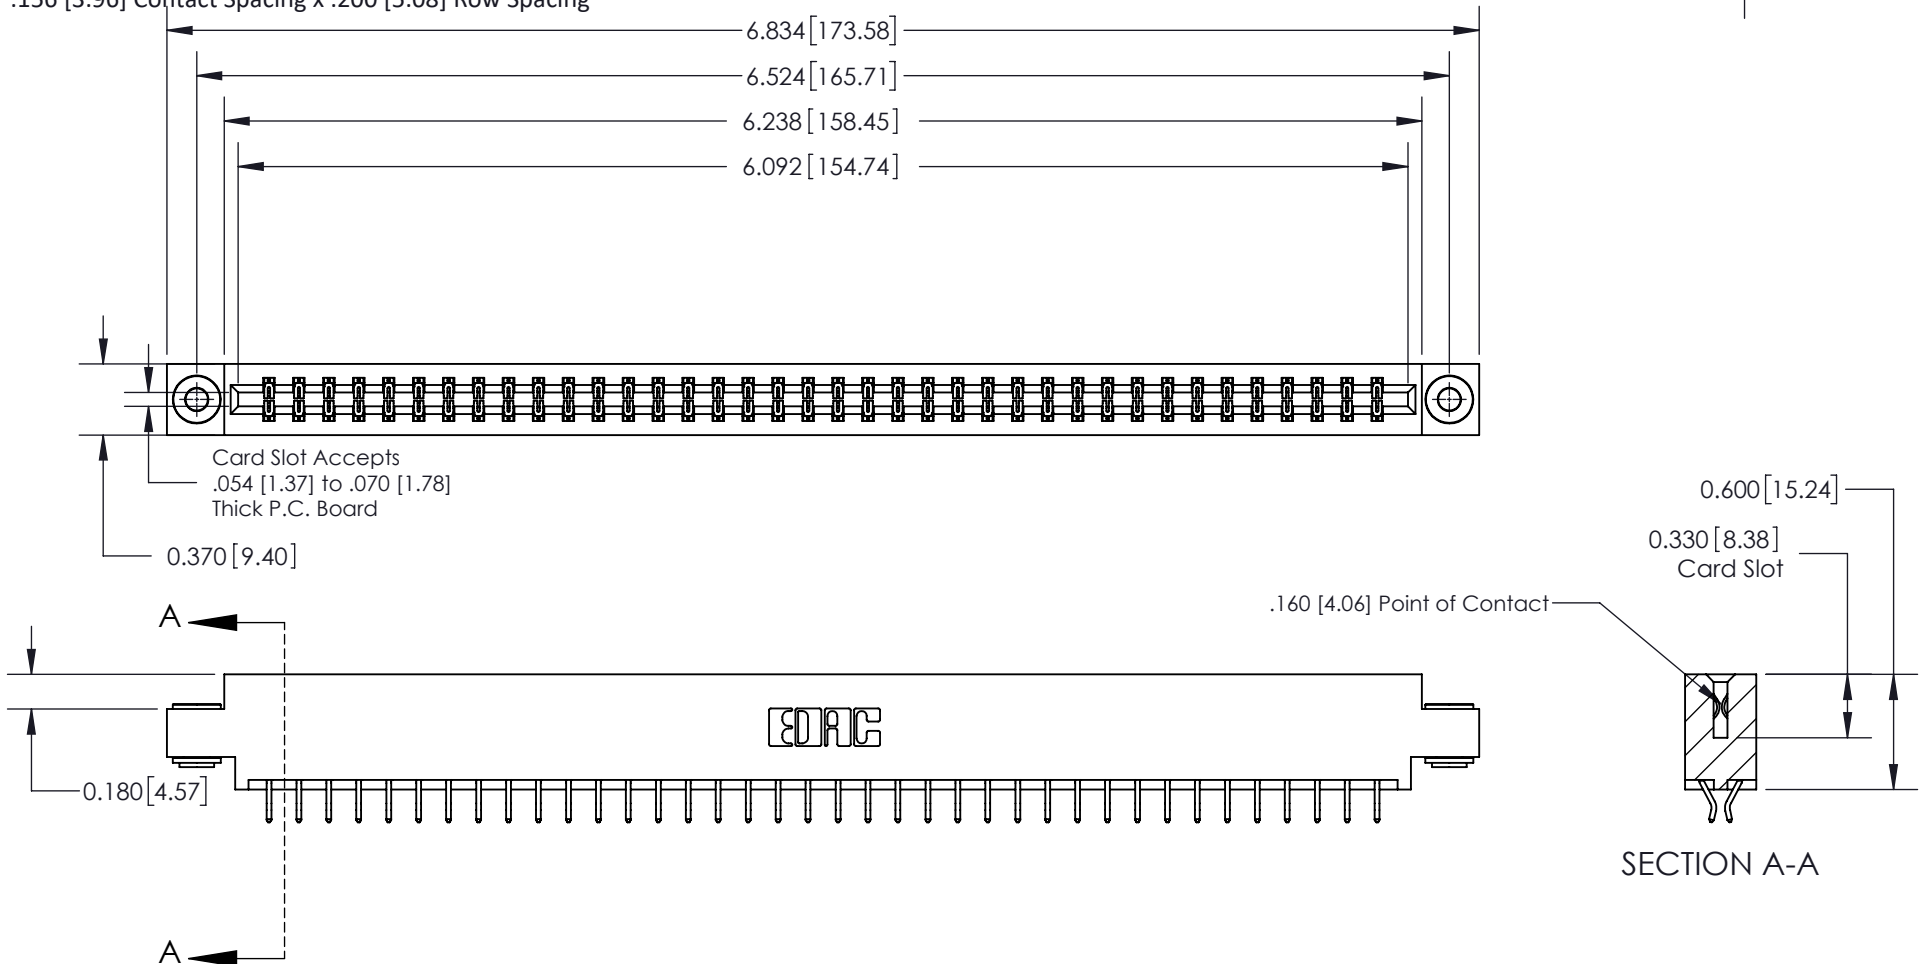 .156 [3.96] Contact Spacing x .200 [5.08] Row Spacing
6.834[173.58]
6.524[165.71]
6.238[158.45]
6.092[154.74]
Card Slot Accepts
.054 [1.37] to .070 [1.78]
Thick P.C. Board
0.370[9.40]
0.600[15.24]
0.330[8.38]
Card Slot
.160 [4.06] Point of Contact
A
EDAC
0.180[4.57]
SECTION A-A
A